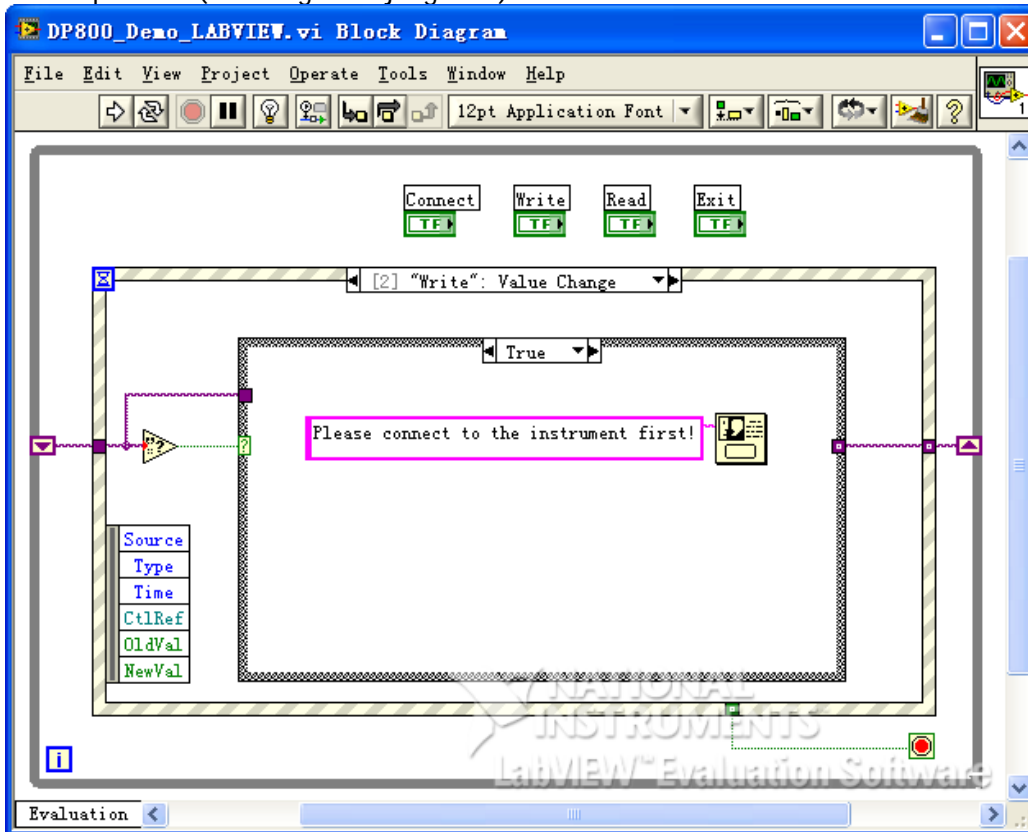 DP800_Demo_LABVIEW.vi Block Diagram
File Edit View Project Operate Tools Window Help
12pt Application Font
Connect Write Read Exit
TF TF TF TF
[2] "Write": Value Change
True
Please connect to the instrument first!
?
Source
Type
Time
CtlRef
OldVal
NewVal
NATIONAL
INSTRUMENTS
LabVIEW™ Evaluation Software
i
Evaluation